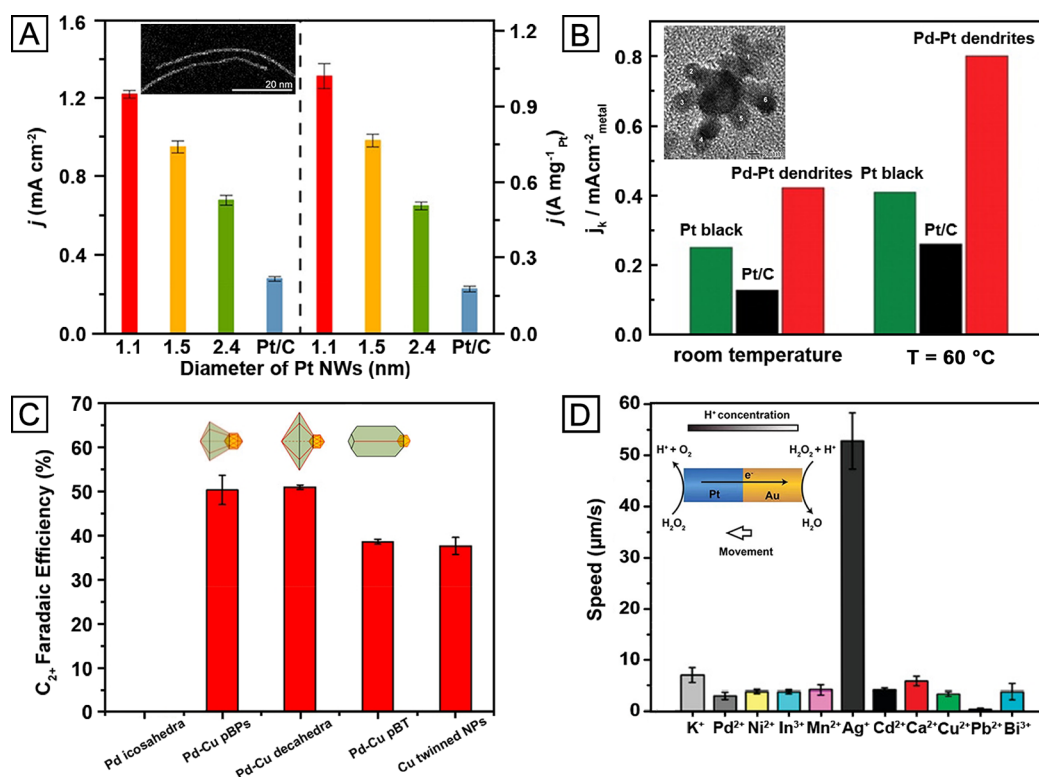 A
1.6
1.2
0.8
0.4
0.0
j (mA cm⁻²)
20 nm
1.2
0.9
0.6
0.3
0.0
j (A mg⁻¹ Pt)
1.1 1.5 2.4 Pt/C 1.1 1.5 2.4 Pt/C
Diameter of Pt NWs (nm)
B
0.8
0.6
0.4
0.2
0.0
jₖ / mAcm⁻² metal
6
Pd-Pt dendrites
Pd-Pt dendrites
Pt black
Pt black
Pt/C
Pt/C
room temperature T = 60 °C
C
70
60
50
40
30
20
10
0
C₂₊ Faradaic Efficiency (%)
Pd icosahedra
Pd-Cu pBPs
Pd-Cu decahedra
Pd-Cu pBT
Cu twinned NPs
D
60
50
40
30
20
10
0
Speed (µm/s)
H⁺ concentration
H⁺ + O₂
H₂O₂ + H⁺
e⁻
Pt Au
H₂O₂
H₂O
Movement
K⁺ Pd²⁺ Ni²⁺ In³⁺ Mn²⁺ Ag⁺ Cd²⁺ Ca²⁺ Cu²⁺ Pb²⁺ Bi³⁺